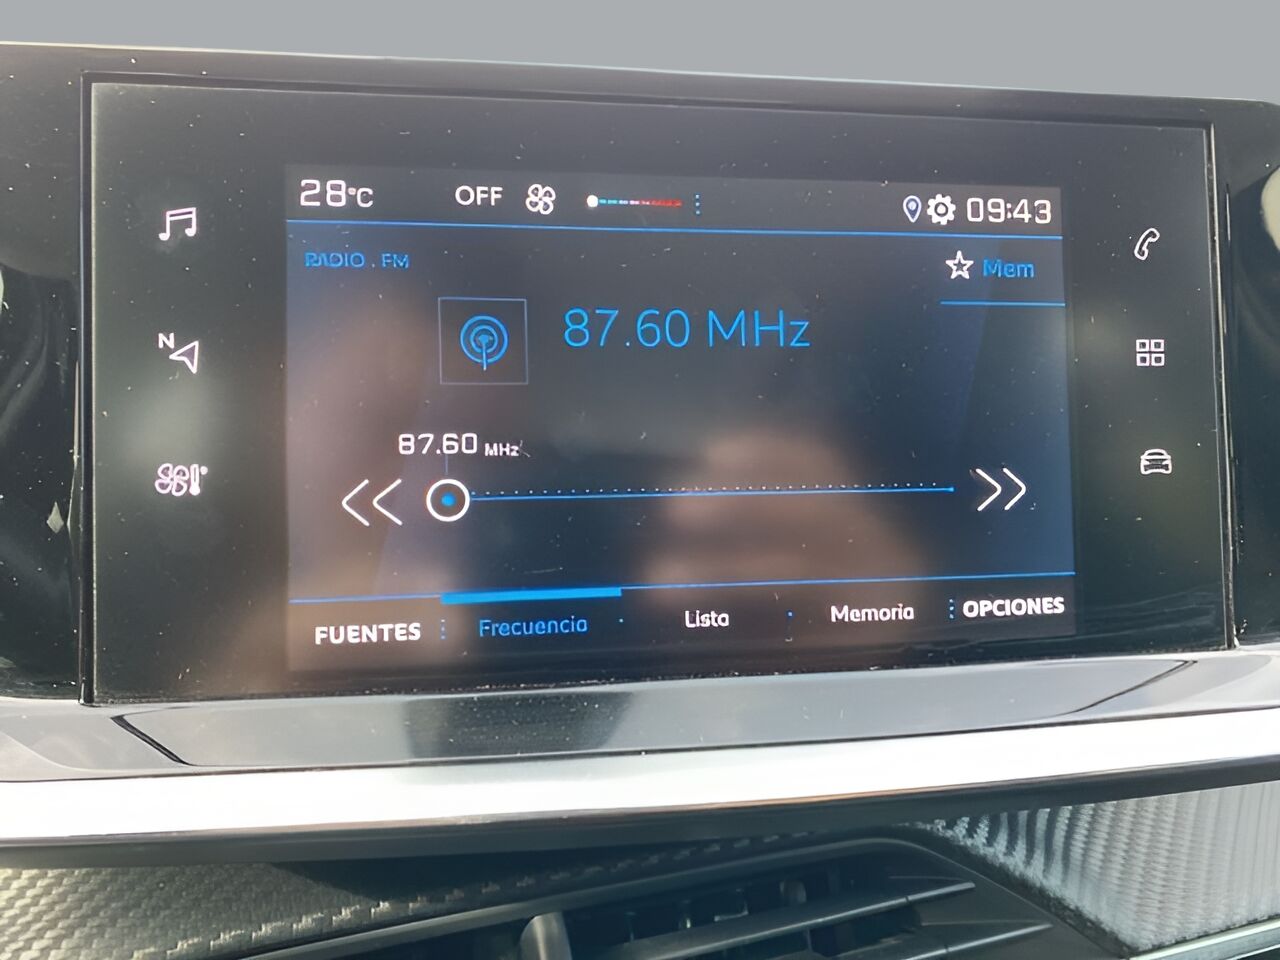 28°C OFF 09:43
RADIO . FM
Mem
87.60 MHz
87.60 MHz
N
FUENTES Frecuencia Lista Memoria OPCIONES